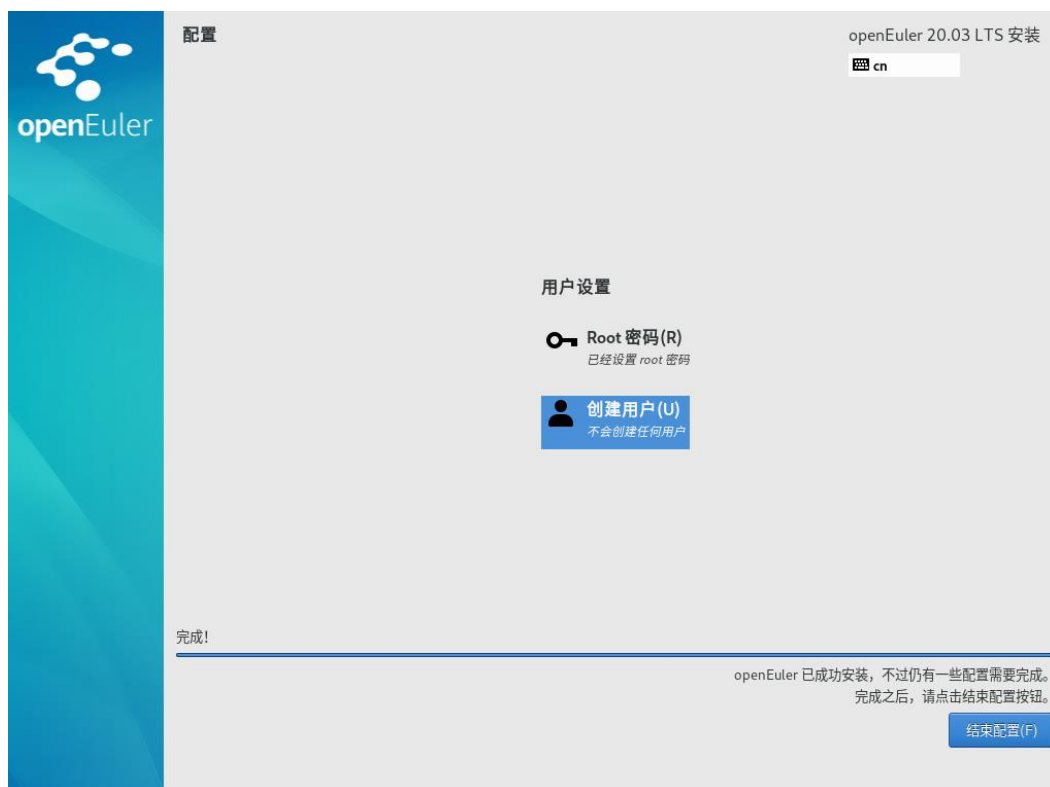 openEuler
配置
openEuler 20.03 LTS 安装
cn
用户设置
Root 密码(R)
已经设置 root 密码
创建用户(U)
不会创建任何用户
完成!
openEuler 已成功安装，不过仍有一些配置需要完成。
完成之后，请点击结束配置按钮。
结束配置(F)